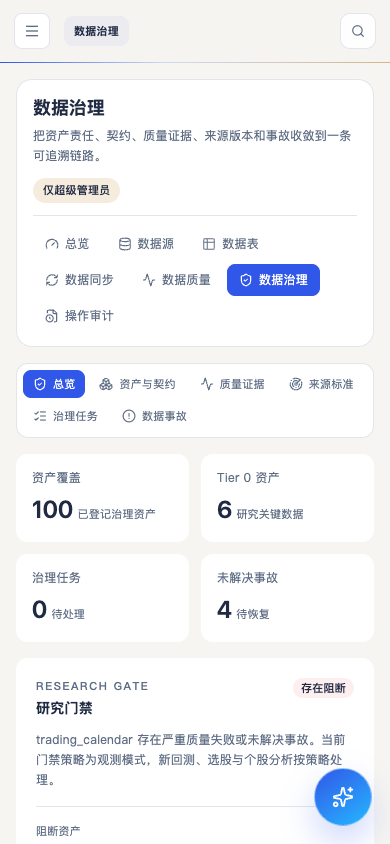 数据治理
数据治理
把资产责任、契约、质量证据、来源版本和事故收敛到一条
可追溯链路。
仅超级管理员
总览 数据源 数据表
数据同步 数据质量 数据治理
操作审计
总览 资产与契约 质量证据 来源标准
治理任务 数据事故
资产覆盖
100 已登记治理资产
Tier 0 资产
6 研究关键数据
治理任务
0 待处理
未解决事故
4 待恢复
RESEARCH GATE
存在阻断
研究门禁
trading_calendar 存在严重质量失败或未解决事故。当前
门禁策略为观测模式，新回测、选股与个股分析按策略处
理。
阻断资产